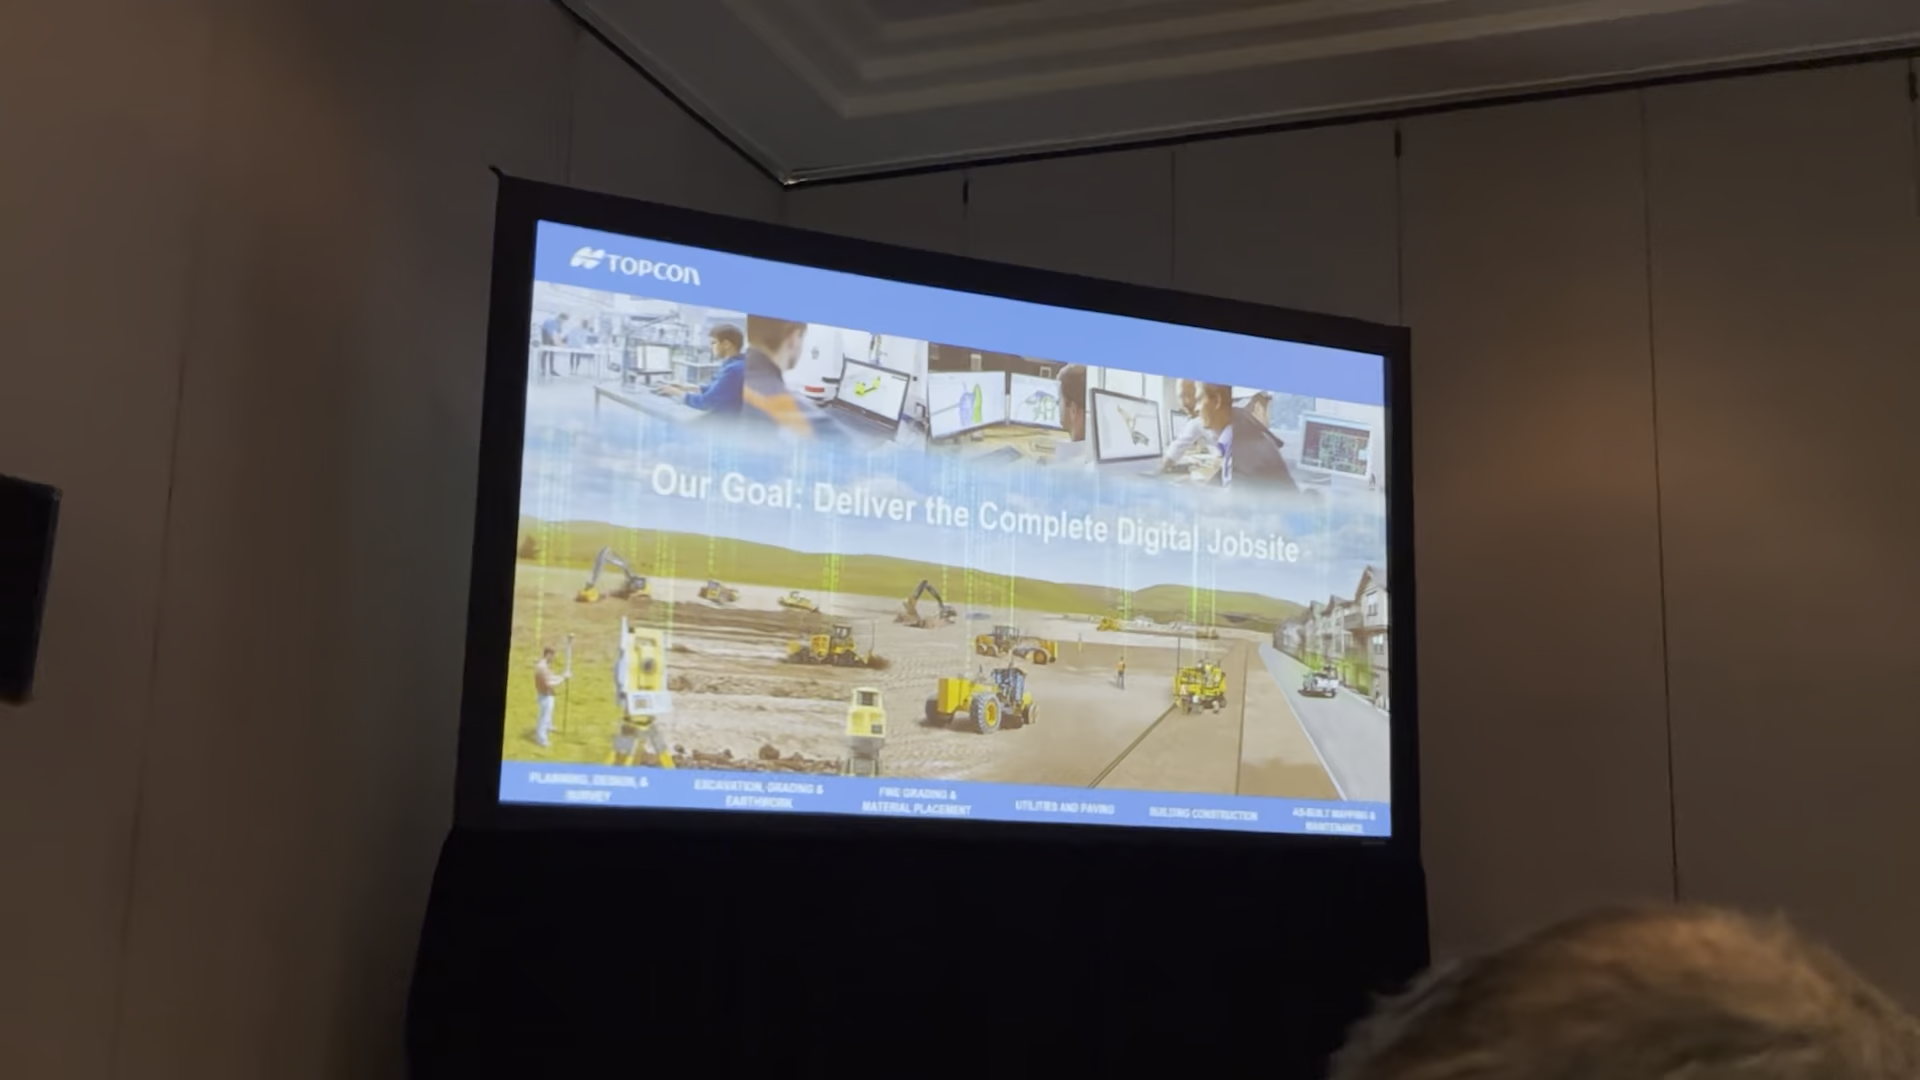 TOPCON
Our Goal: Deliver the Complete Digital Jobsite
PLANNING, DESIGN, &
SURVEY
EXCAVATION, GRADING &
EARTHWORK
FINE GRADING &
MATERIAL PLACEMENT
UTILITIES AND PAVING
BUILDING CONSTRUCTION
AS-BUILT MAPPING &
MAINTENANCE